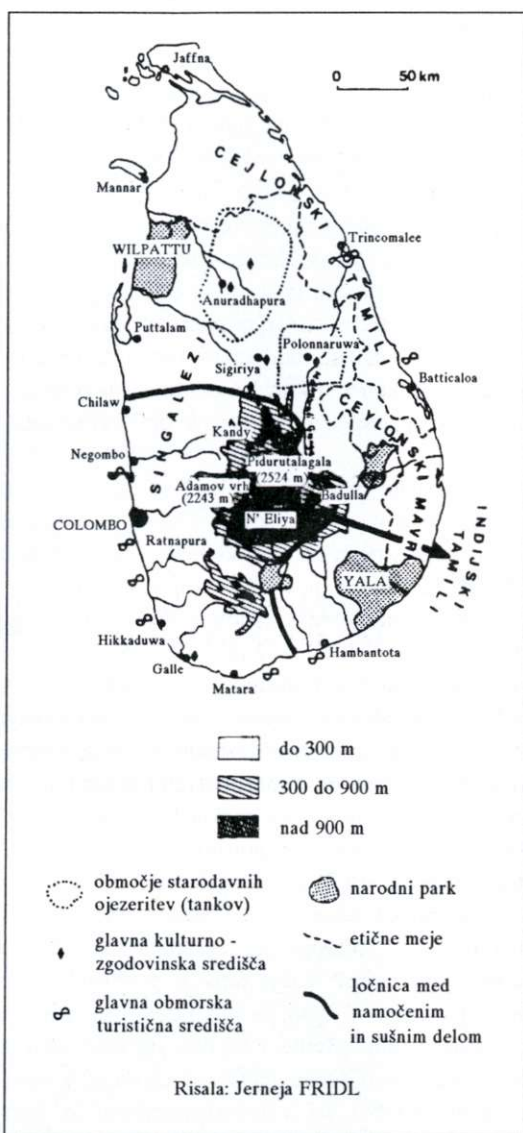 Jaffna
0 50 km
CEJLONSKI TAMILI
Mannar
WILPATTU
Trincomalee
Anuradhapura
Puttalam
Polonnaruwa
Sigiriya
Batticaloa
SINGALEZI
Chilaw
CEYLONSKI MAVRI
Kandy
Negombo
Pidurutalagala
(2524 m)
Adamov vrh
(2243 m)
Badulla
COLOMBO
N' Eliya
INDIJSKI
TAMILI
Ratnapura
YALA
Hikkaduwa
Hambantota
Galle
Matara
do 300 m
300 do 900 m
nad 900 m
območje starodavnih
ojezeritev (tankov)
glavna kulturno -
zgodovinska središča
glavna obmorska
turistična središča
narodni park
etične meje
ločnica med
namočenim
in sušnim delom
Risala: Jerneja FRIDL